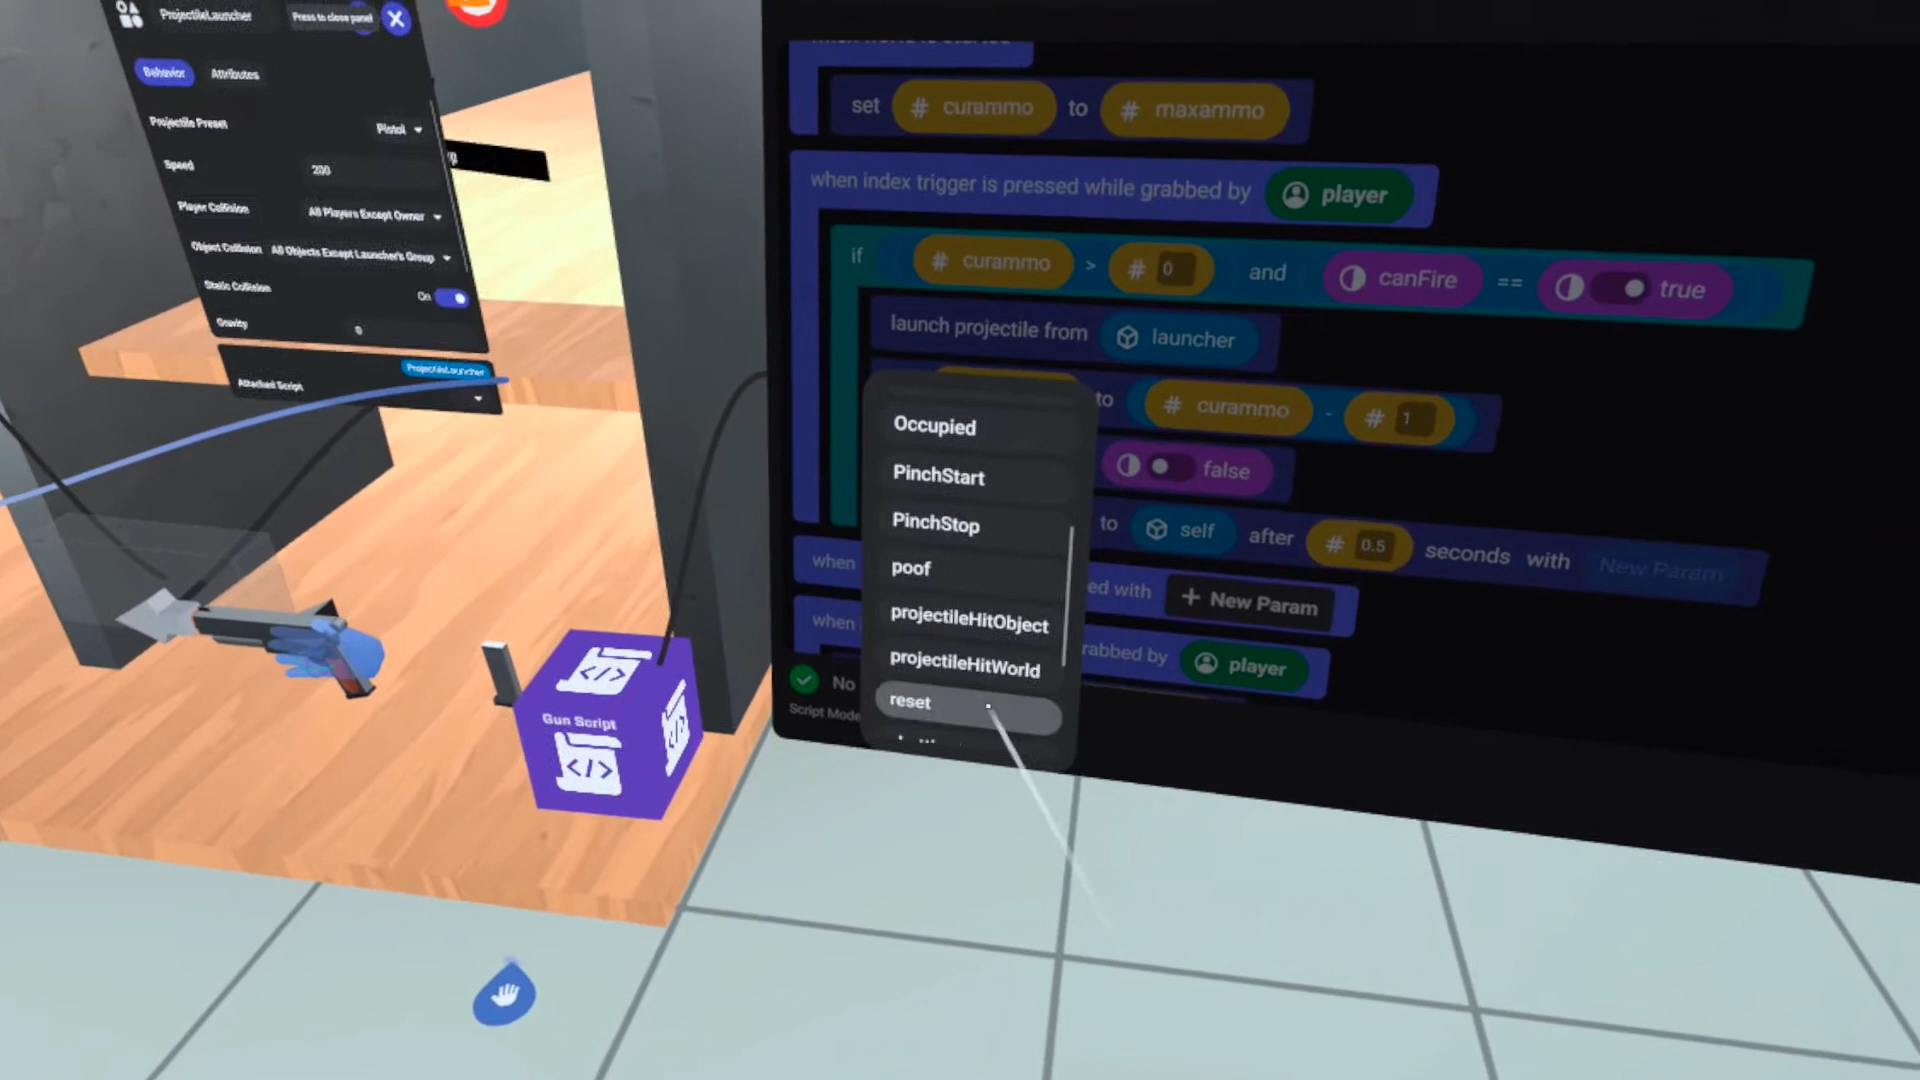 ProjectileLauncher
Press to close panel
Behavior Attributes
Projectile Preset Pistol
Speed 200
Player Collision All Players Except Owner
Object Collision All Objects Except Launcher's Group
Static Collision On
Gravity 0
Attached Script ProjectileLauncher
Gun Script
set # curammo to # maxammo
when index trigger is pressed while grabbed by player
if # curammo > # 0 and canFire == true
launch projectile from launcher
to # curammo - # 1
false
to self after # 0.5 seconds with New Param
when ed with + New Param
when rabbed by player
No
Script Mode
Occupied
PinchStart
PinchStop
poof
projectileHitObject
projectileHitWorld
reset